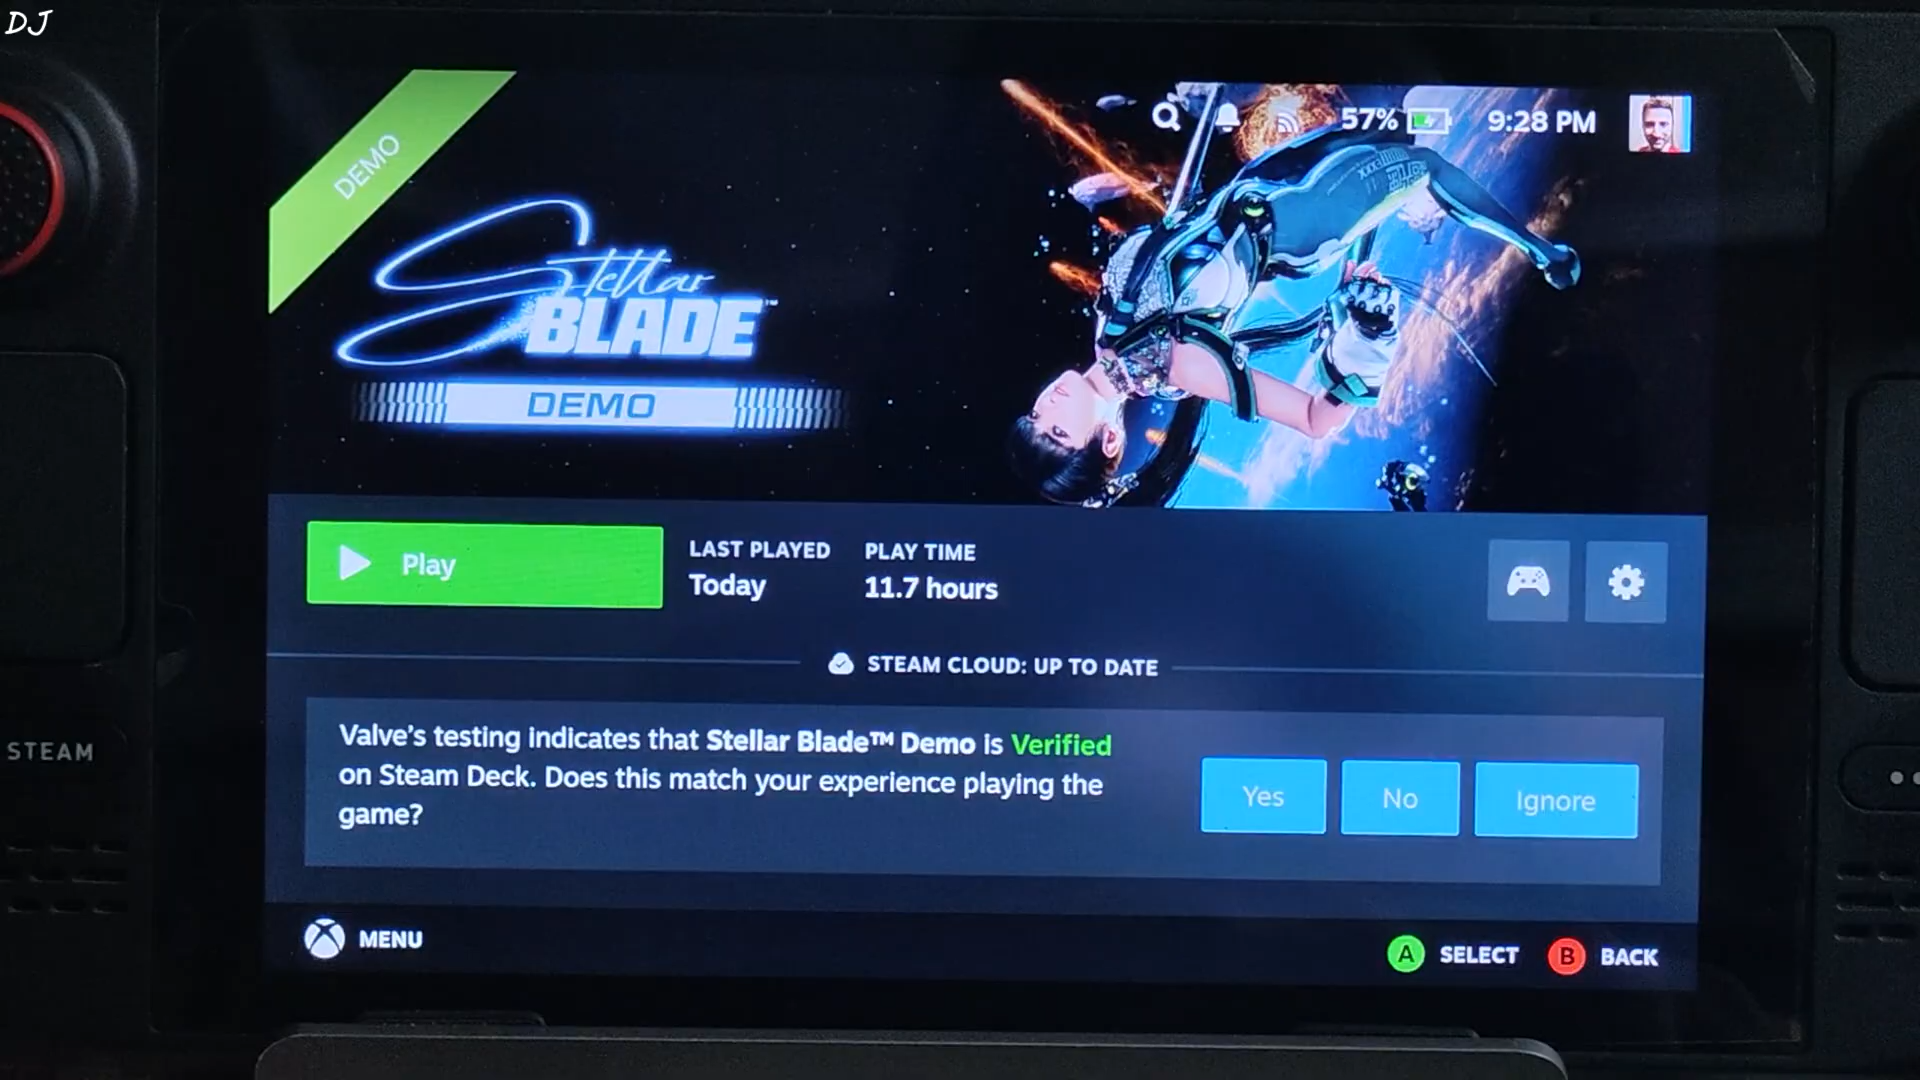 DJ
57% 9:28 PM
DEMO
Stellar
BLADE™
DEMO
Play
LAST PLAYED
Today
PLAY TIME
11.7 hours
STEAM CLOUD: UP TO DATE
Valve's testing indicates that Stellar Blade™ Demo is Verified
on Steam Deck. Does this match your experience playing the
game?
Yes
No
Ignore
STEAM
MENU
A SELECT B BACK